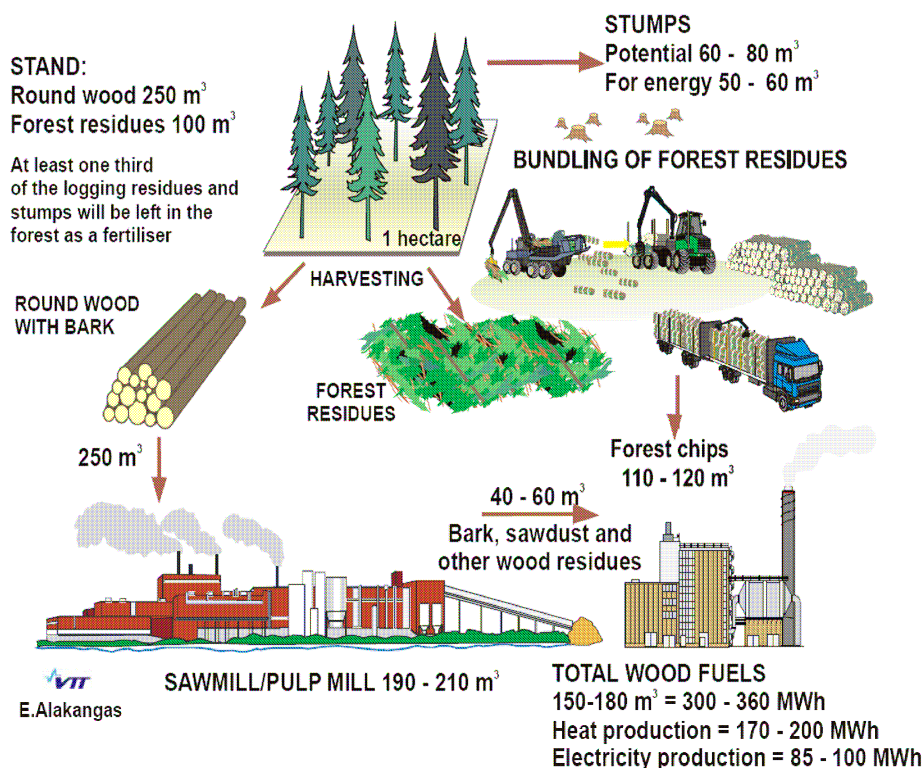 STAND:
Round wood 250 m³
Forest residues 100 m³
At least one third
of the logging residues and
stumps will be left in the
forest as a fertiliser
STUMPS
Potential 60 - 80 m³
For energy 50 - 60 m³
BUNDLING OF FOREST RESIDUES
1 hectare
HARVESTING
ROUND WOOD
WITH BARK
FOREST
RESIDUES
250 m³
Forest chips
110 - 120 m³
40 - 60 m³
Bark, sawdust and
other wood residues
VTT
E.Alakangas
SAWMILL/PULP MILL 190 - 210 m³
TOTAL WOOD FUELS
150-180 m³ = 300 - 360 MWh
Heat production = 170 - 200 MWh
Electricity production = 85 - 100 MWh